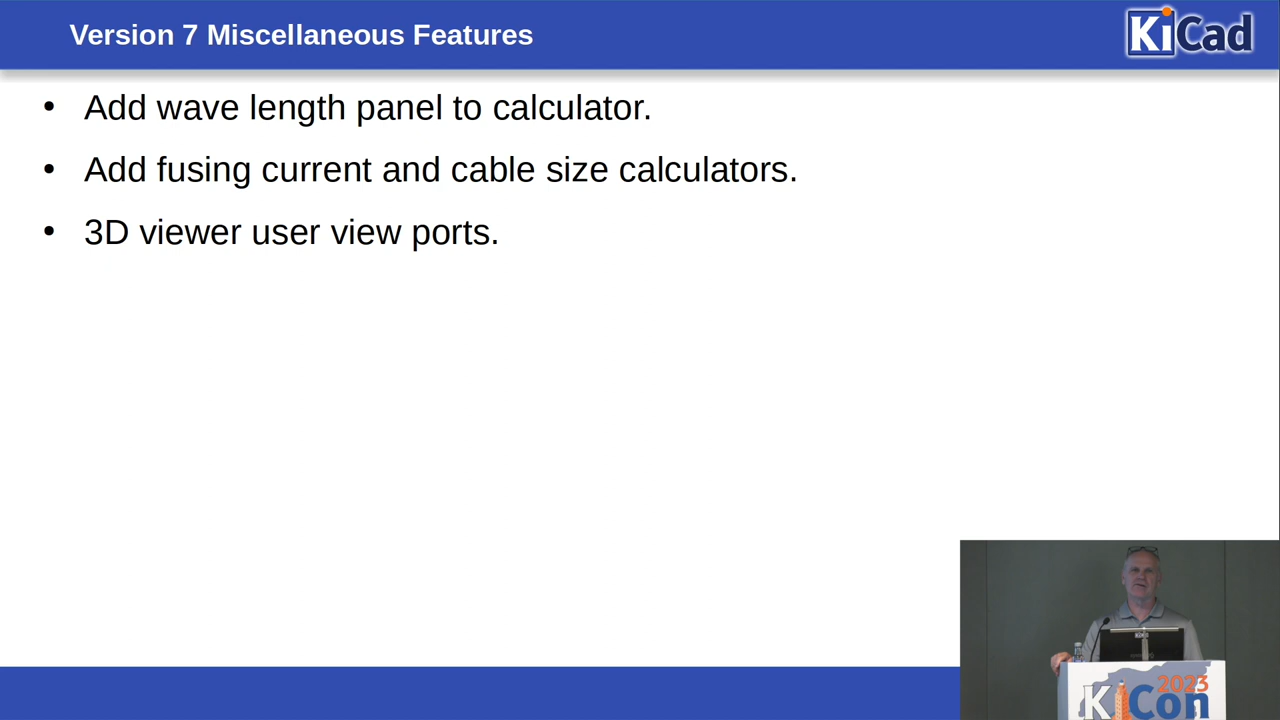 Version 7 Miscellaneous Features
KiCad
• Add wave length panel to calculator.
• Add fusing current and cable size calculators.
• 3D viewer user view ports.
2023
KiCon